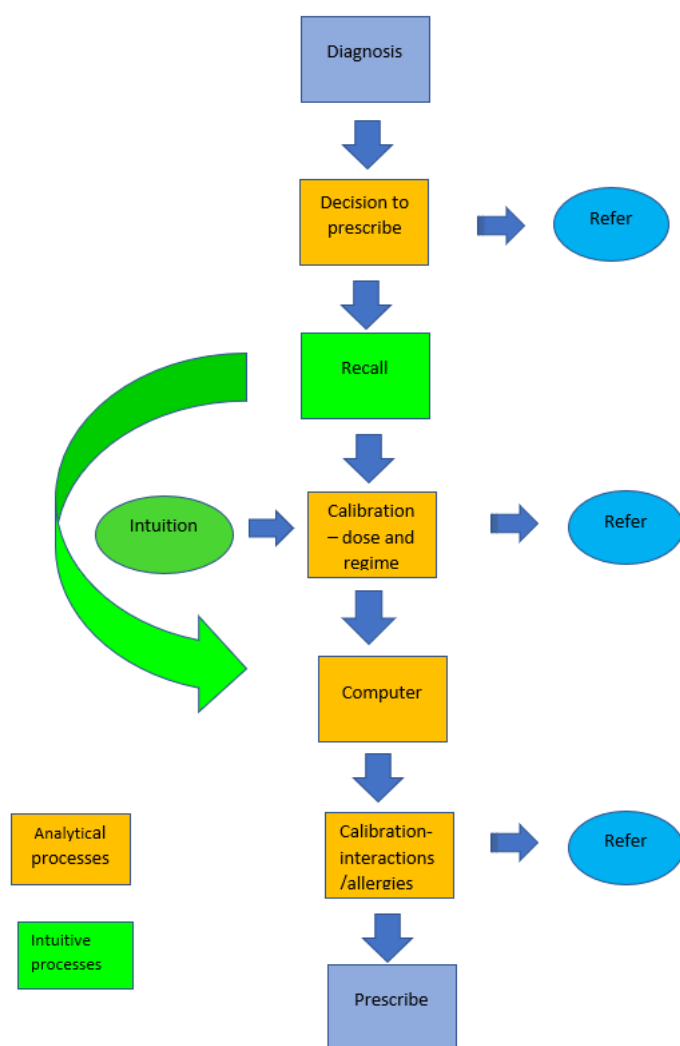 Diagnosis
Decision to
prescribe
Refer
Recall
Intuition
Calibration
– dose and
regime
Refer
Computer
Analytical
processes
Calibration-
interactions
/allergies
Refer
Intuitive
processes
Prescribe